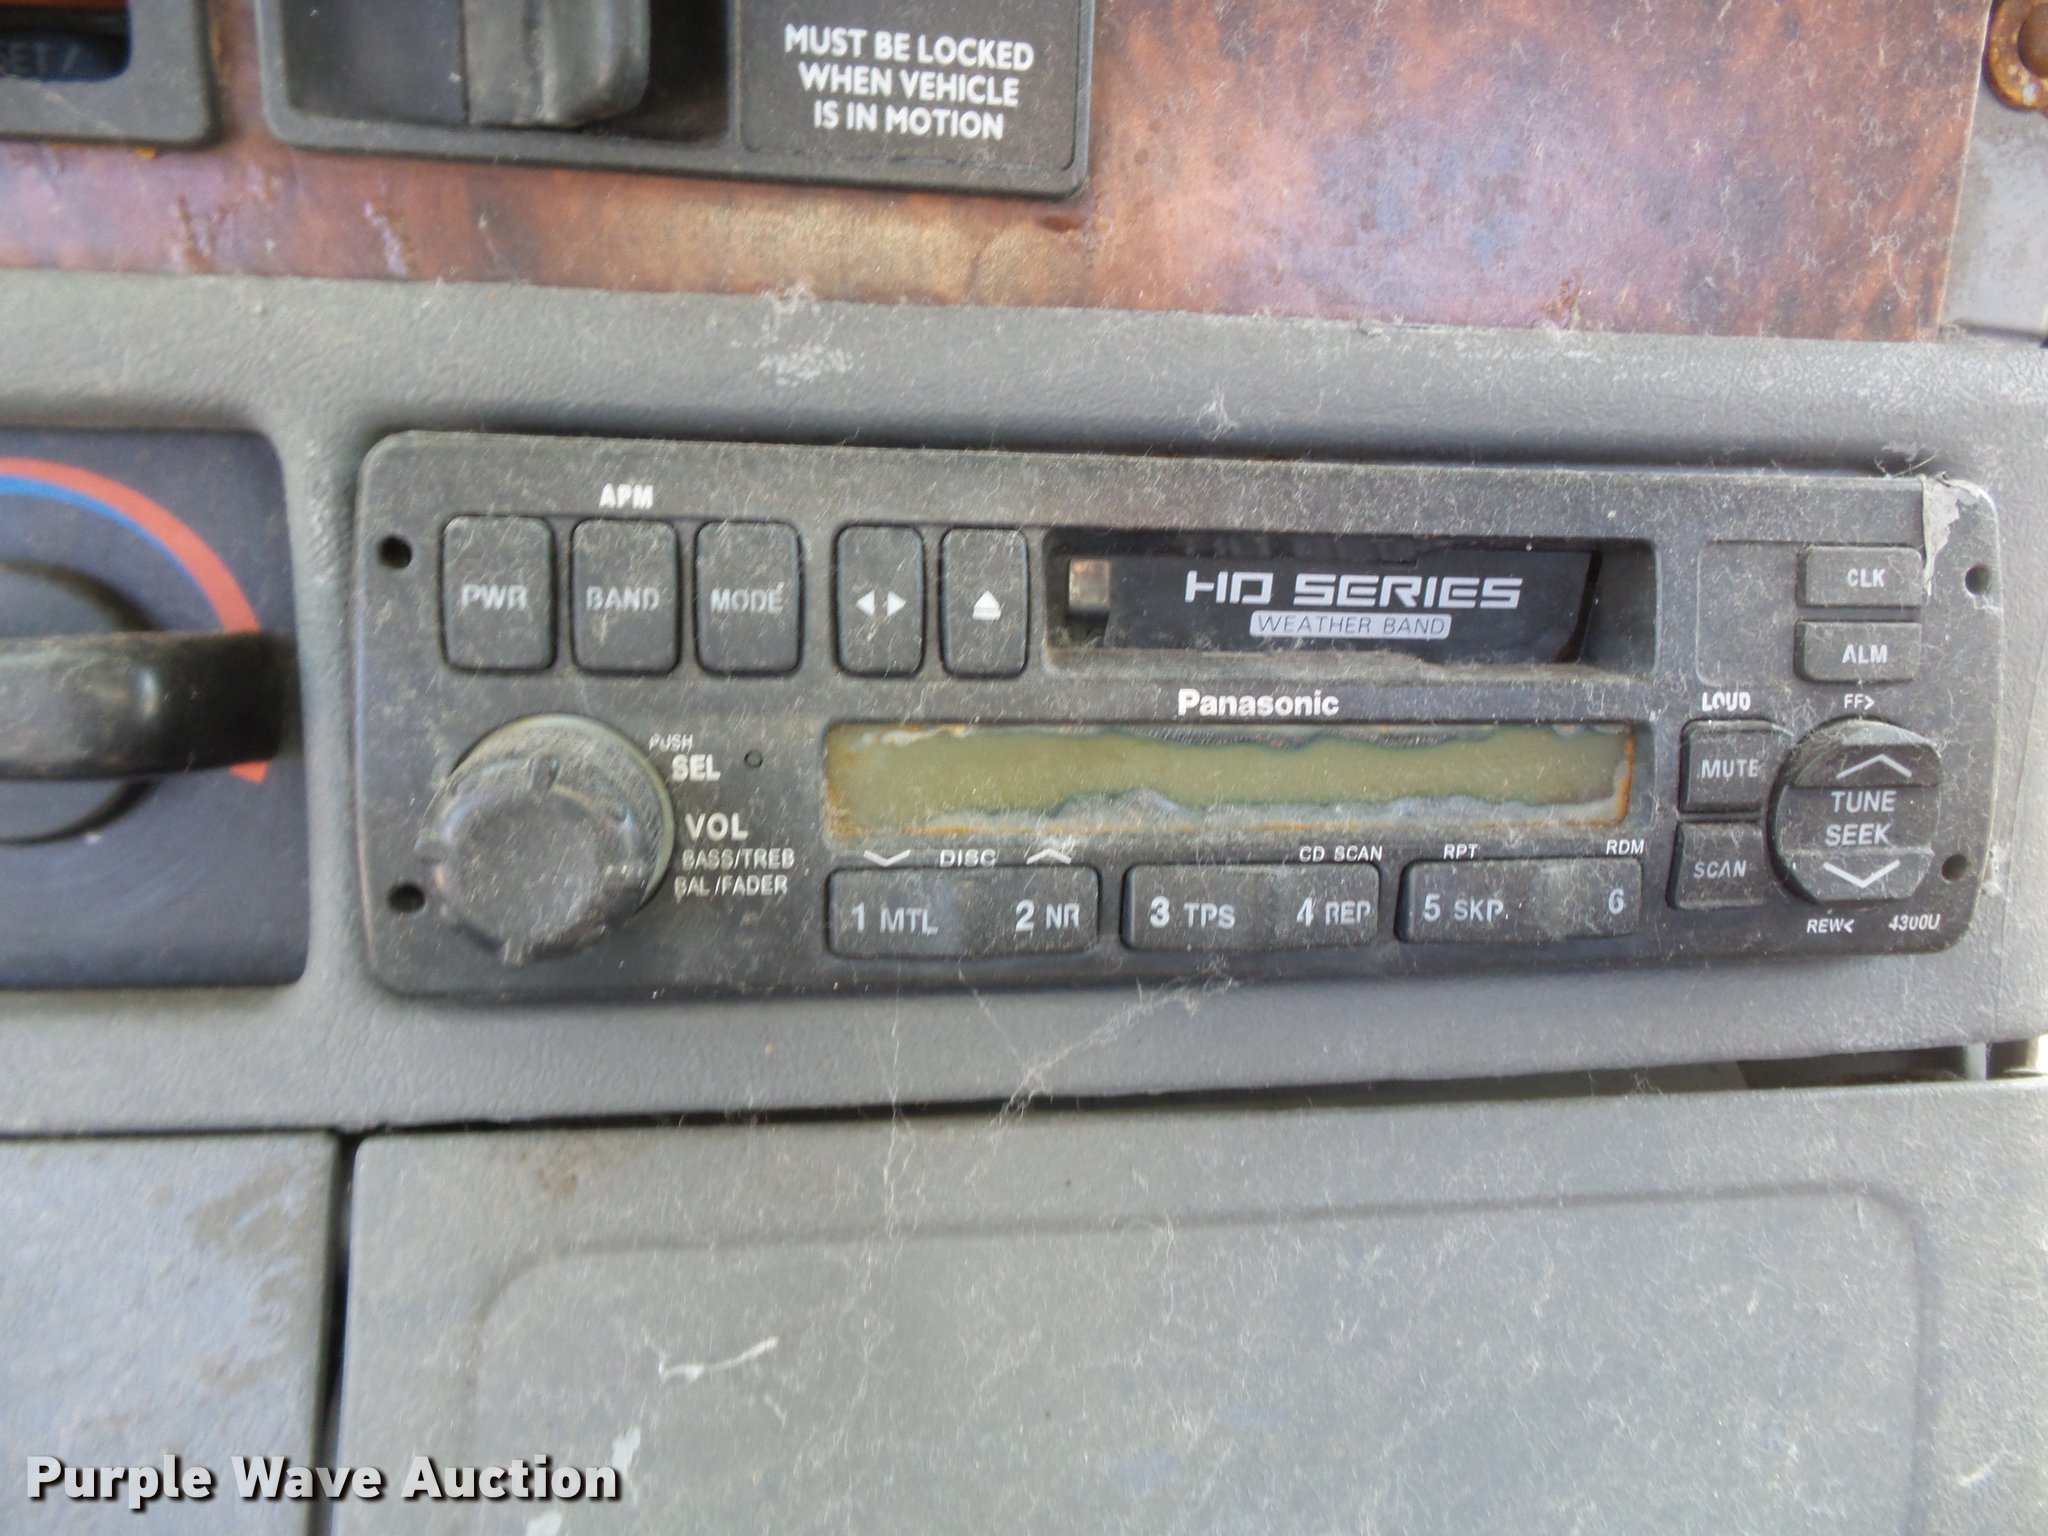 MUST BE LOCKED
WHEN VEHICLE
IS IN MOTION
APM
PWR
BAND
MODE
HD SERIES
WEATHER BAND
CLK
ALM
Panasonic
LOUD
FF>
PUSH
SEL
VOL
BASS/TREB
BAL/FADER
MUTE
TUNE
SEEK
SCAN
DISC
CD SCAN
RPT
RDM
1 MTL
2 NR
3 TPS
4 REP
5 SKP
6
REW<
4300U
Purple Wave Auction